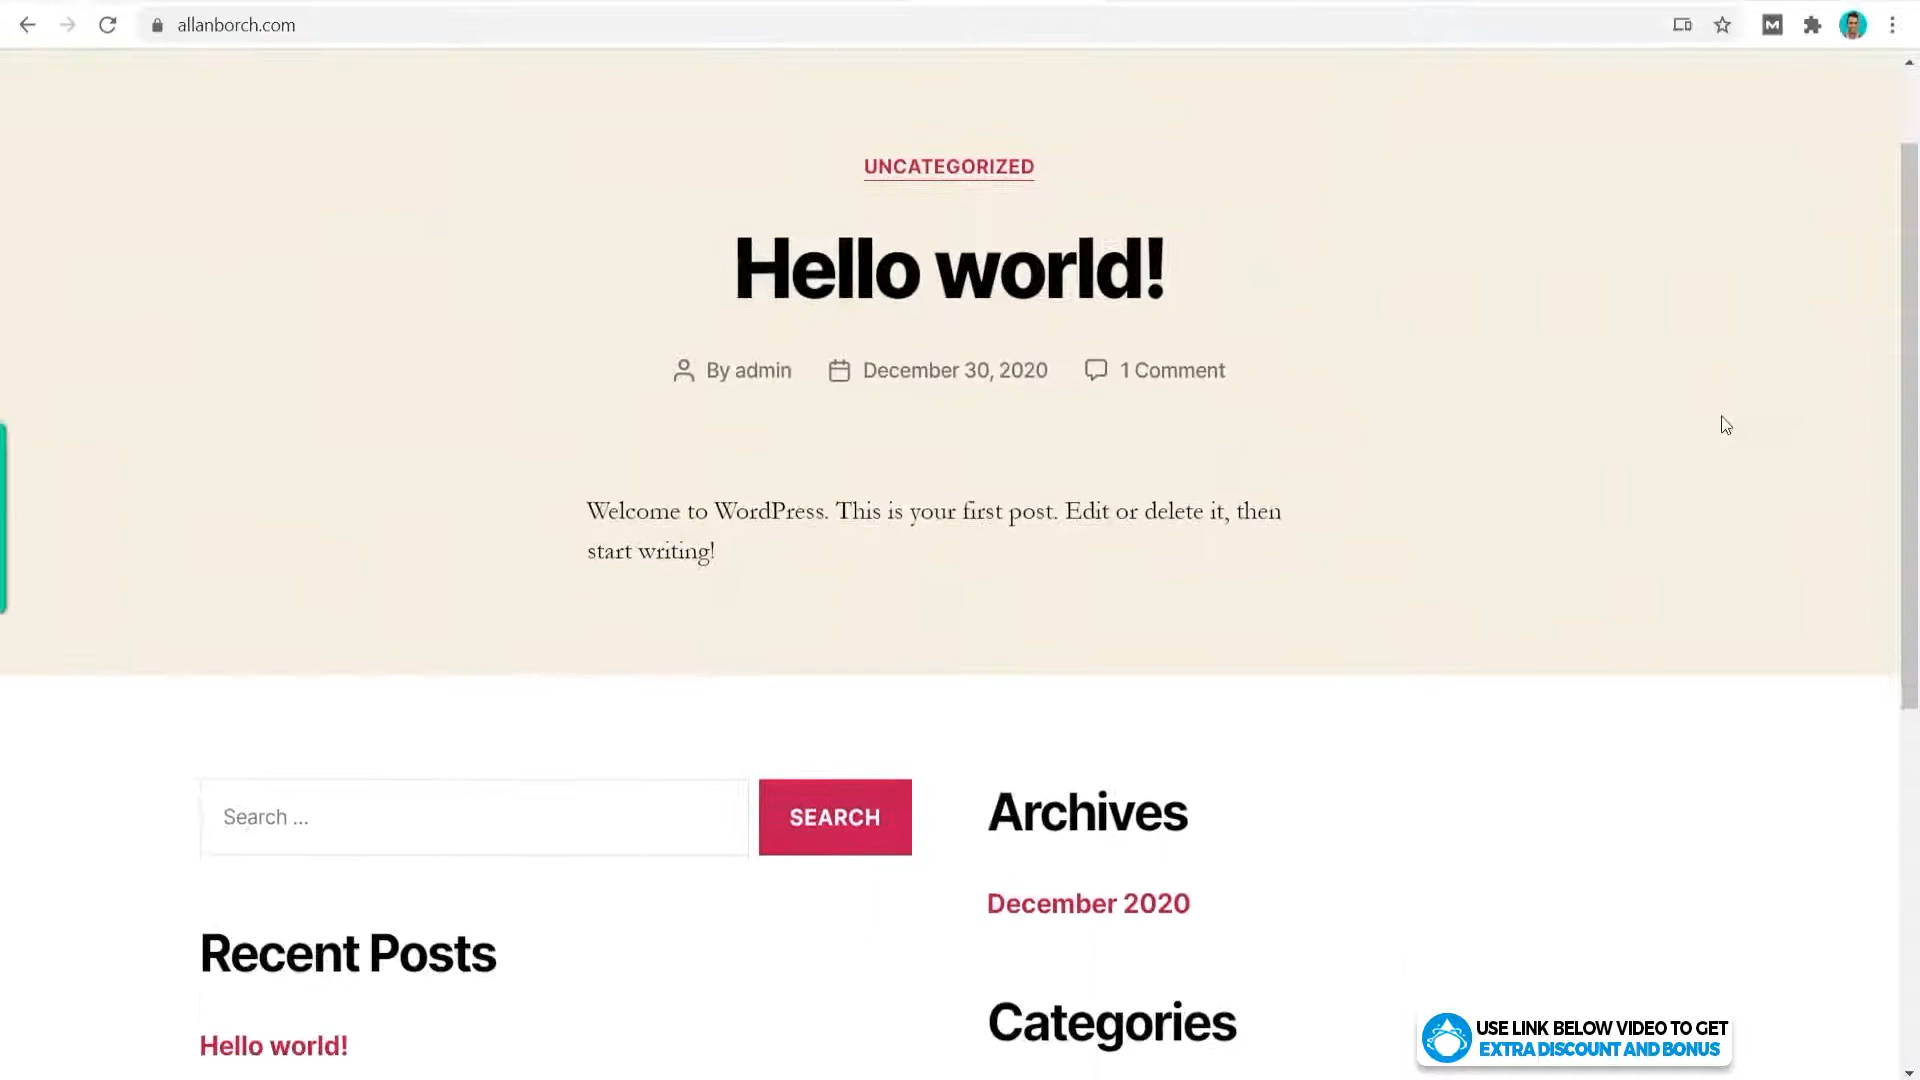 allanborch.com
UNCATEGORIZED
Hello world!
By admin December 30, 2020 1 Comment
Welcome to WordPress. This is your first post. Edit or delete it, then
start writing!
Search ...
SEARCH
Archives
December 2020
Recent Posts
Categories
Hello world!
USE LINK BELOW VIDEO TO GET
EXTRA DISCOUNT AND BONUS